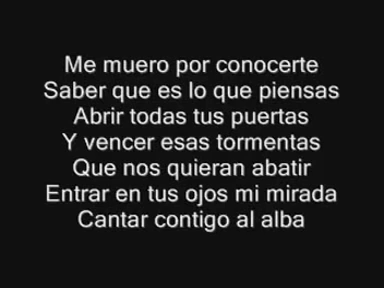 Me muero por conocerte
Saber que es lo que piensas
Abrir todas tus puertas
Y vencer esas tormentas
Que nos quieran abatir
Entrar en tus ojos mi mirada
Cantar contigo al alba